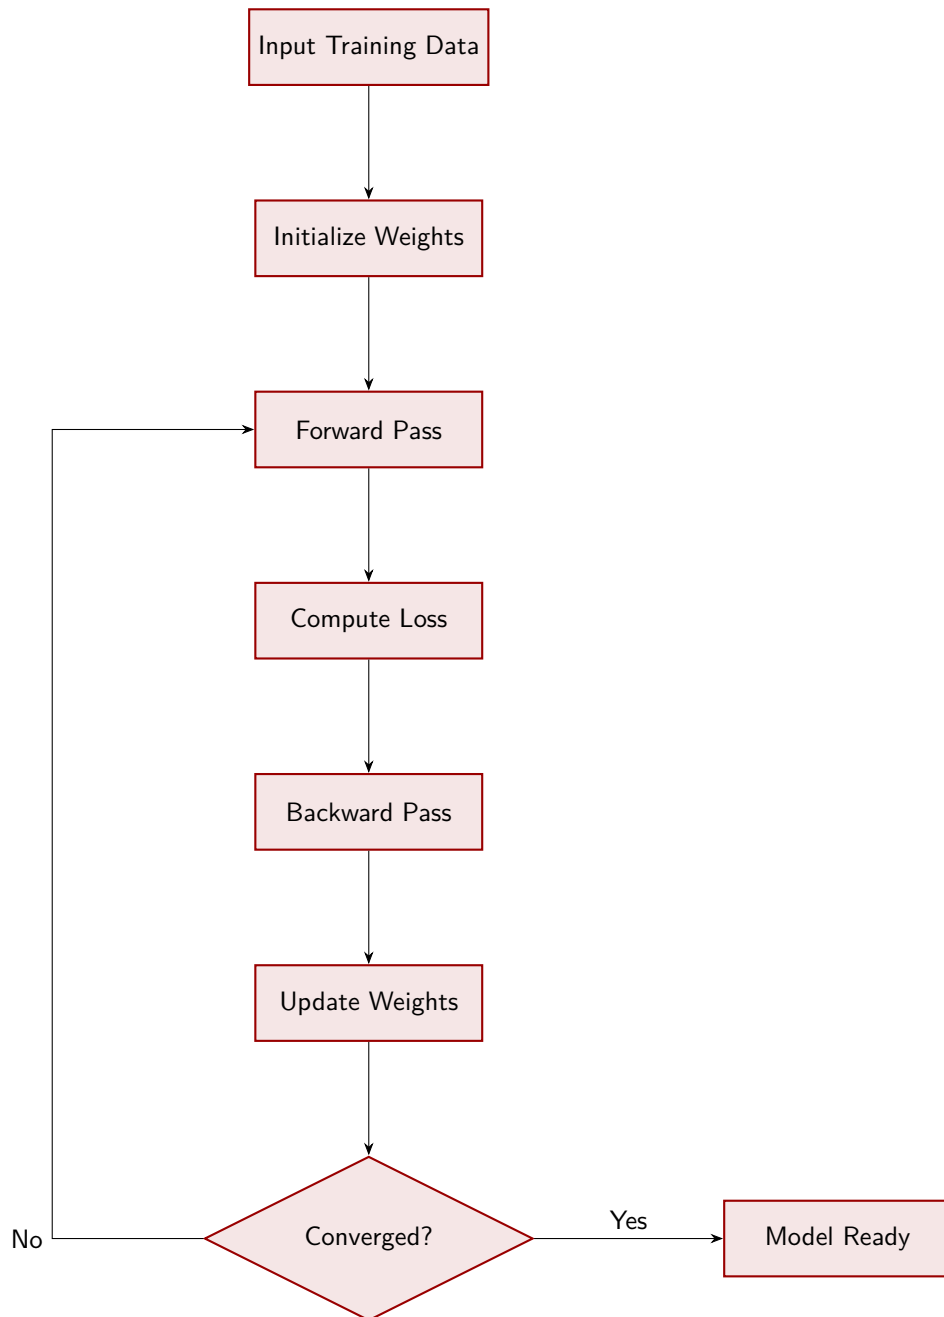 Input Training Data
Initialize Weights
Forward Pass
Compute Loss
Backward Pass
Update Weights
Converged?
No
Yes
Model Ready